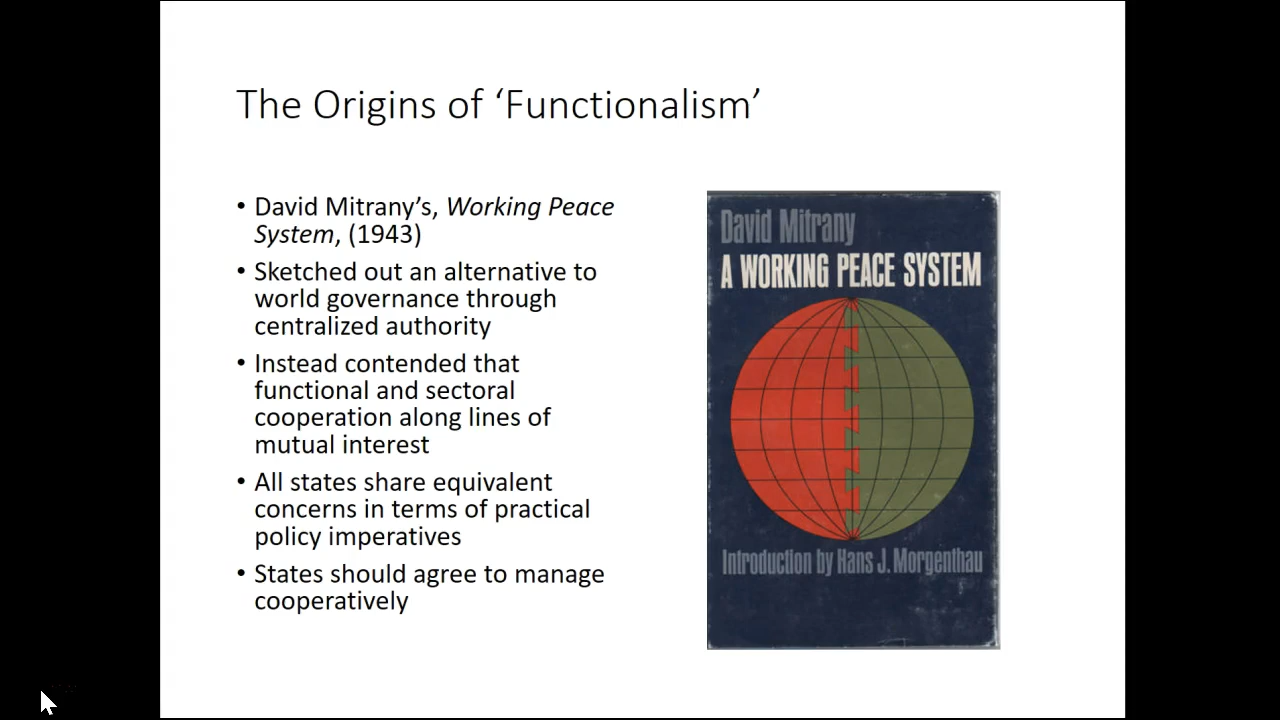 The Origins of ‘Functionalism’
• David Mitrany’s, Working Peace
System, (1943)
• Sketched out an alternative to
world governance through
centralized authority
• Instead contended that
functional and sectoral
cooperation along lines of
mutual interest
• All states share equivalent
concerns in terms of practical
policy imperatives
• States should agree to manage
cooperatively
David Mitrany
A WORKING PEACE SYSTEM
Introduction by Hans J. Morgenthau